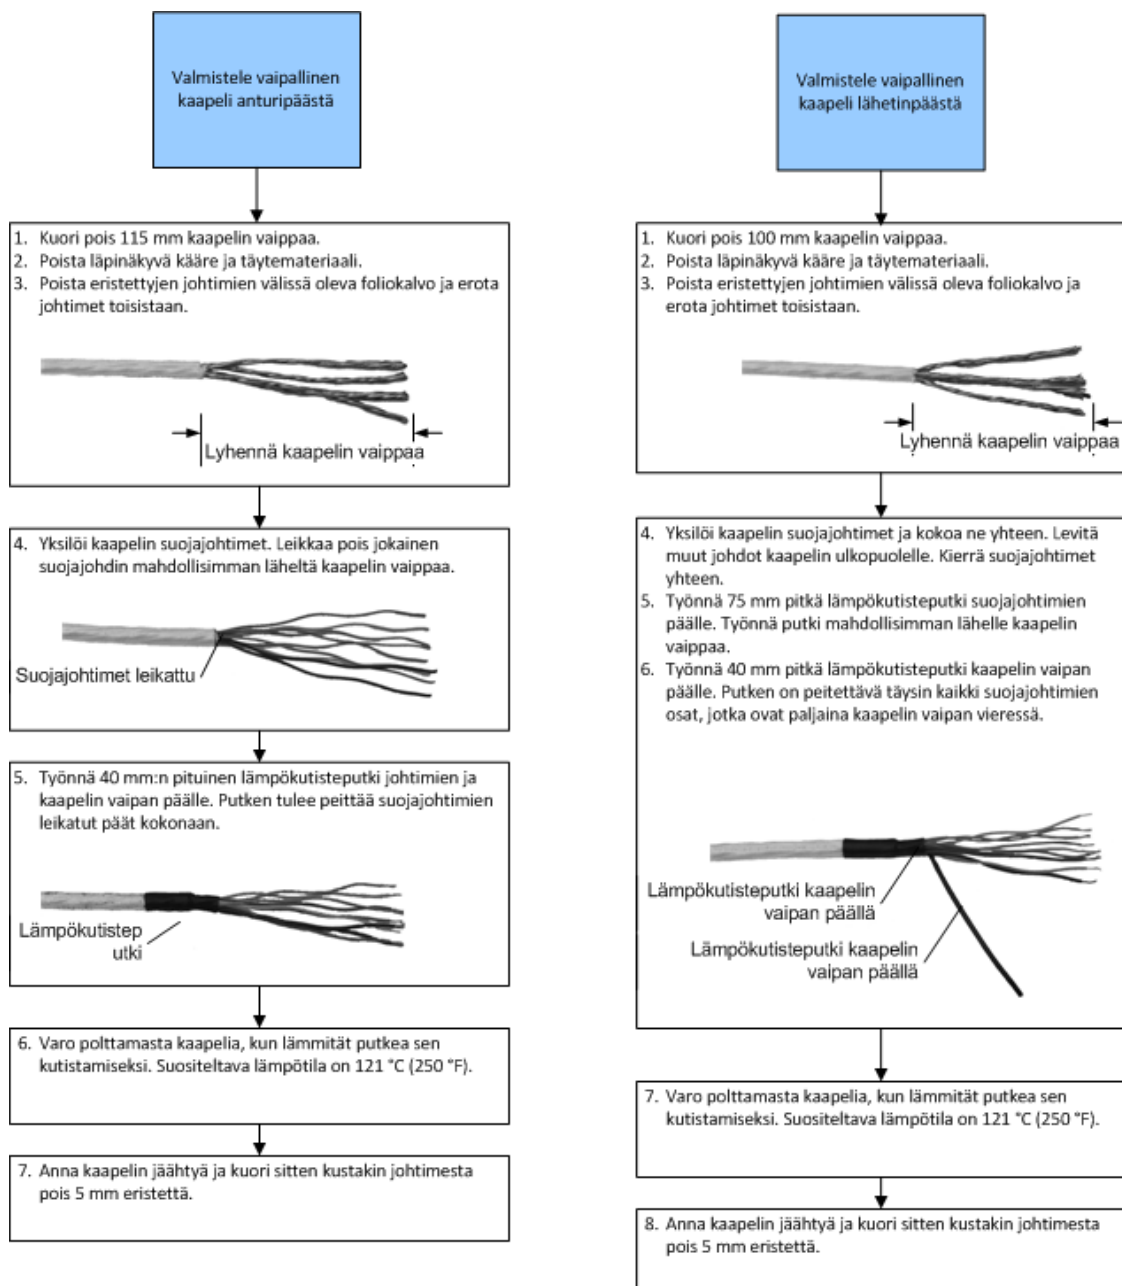 Valmistele vaipallinen
kaapeli anturipäästä
1. Kuori pois 115 mm kaapelin vaippaa.
2. Poista läpinäkyvä kääre ja täytemateriaali.
3. Poista eristettyjen johtimien välissä oleva foliokalvo ja erota
johtimet toisistaan.
Lyhennä kaapelin vaippaa
4. Yksilöi kaapelin suojajohtimet. Leikkaa pois jokainen
suojajohdin mahdollisimman läheltä kaapelin vaippaa.
Suojajohtimet leikattu
5. Työnnä 40 mm:n pituinen lämpökutisteputki johtimien ja
kaapelin vaipan päälle. Putken tulee peittää suojajohtimien
leikatut päät kokonaan.
Lämpökutistep
utki
6. Varo polttamasta kaapelia, kun lämmität putkea sen
kutistamiseksi. Suositeltava lämpötila on 121 °C (250 °F).
7. Anna kaapelin jäähtyä ja kuori sitten kustakin johtimesta
pois 5 mm eristettä.
Valmistele vaipallinen
kaapeli lähetinpäästä
1. Kuori pois 100 mm kaapelin vaippaa.
2. Poista läpinäkyvä kääre ja täytemateriaali.
3. Poista eristettyjen johtimien välissä oleva foliokalvo ja
erota johtimet toisistaan.
Lyhennä kaapelin vaippaa
4. Yksilöi kaapelin suojajohtimet ja kokoa ne yhteen. Levitä
muut johdot kaapelin ulkopuolelle. Kierrä suojajohtimet
yhteen.
5. Työnnä 75 mm pitkä lämpökutisteputki suojajohtimien
päälle. Työnnä putki mahdollisimman lähelle kaapelin
vaippaa.
6. Työnnä 40 mm pitkä lämpökutisteputki kaapelin vaipan
päälle. Putken on peitettävä täysin kaikki suojajohtimien
osat, jotka ovat paljaina kaapelin vaipan vieressä.
Lämpökutisteputki kaapelin
vaipan päällä
Lämpökutisteputki kaapelin
vaipan päällä
7. Varo polttamasta kaapelia, kun lämmität putkea sen
kutistamiseksi. Suositeltava lämpötila on 121 °C (250 °F).
8. Anna kaapelin jäähtyä ja kuori sitten kustakin johtimesta
pois 5 mm eristettä.